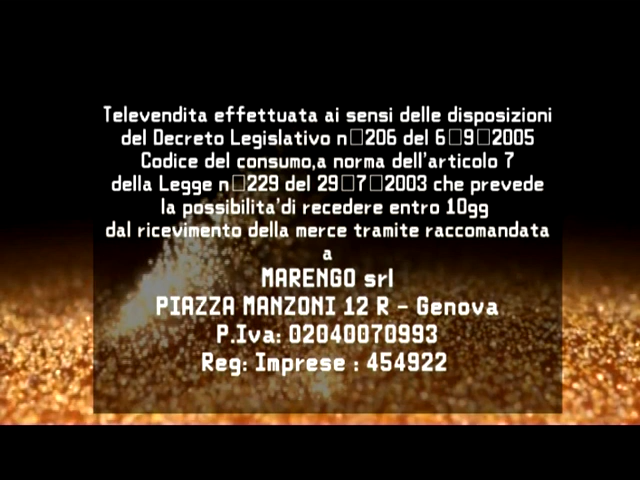 Televendita effettuata ai sensi delle disposizioni
del Decreto Legislativo n□206 del 6□9□2005
Codice del consumo,a norma dell'articolo 7
della Legge n□229 del 29□7□2003 che prevede
la possibilita'di recedere entro 10gg
dal ricevimento della merce tramite raccomandata
a
MARENGO srl
PIAZZA MANZONI 12 R - Genova
P.Iva: 02040070993
Reg: Imprese : 454922